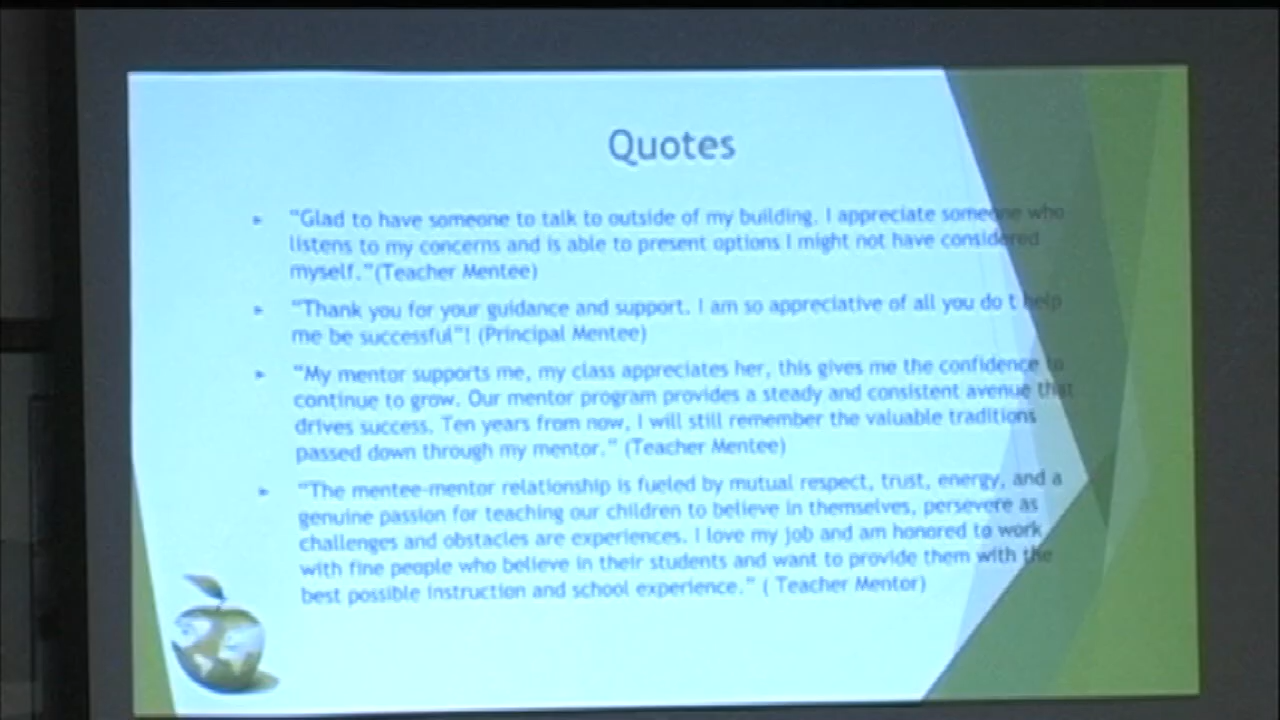 Quotes
"Glad to have someone to talk to outside of my building. I appreciate someone who
listens to my concerns and is able to present options I might not have considered
myself."(Teacher Mentee)
"Thank you for your guidance and support. I am so appreciative of all you do t help
me be successful"! (Principal Mentee)
"My mentor supports me, my class appreciates her, this gives me the confidence to
continue to grow. Our mentor program provides a steady and consistent avenue that
drives success. Ten years from now, I will still remember the valuable traditions
passed down through my mentor." (Teacher Mentee)
"The mentee-mentor relationship is fueled by mutual respect, trust, energy, and a
genuine passion for teaching our children to believe in themselves, persevere as
challenges and obstacles are experiences. I love my job and am honored to work
with fine people who believe in their students and want to provide them with the
best possible instruction and school experience." ( Teacher Mentor)